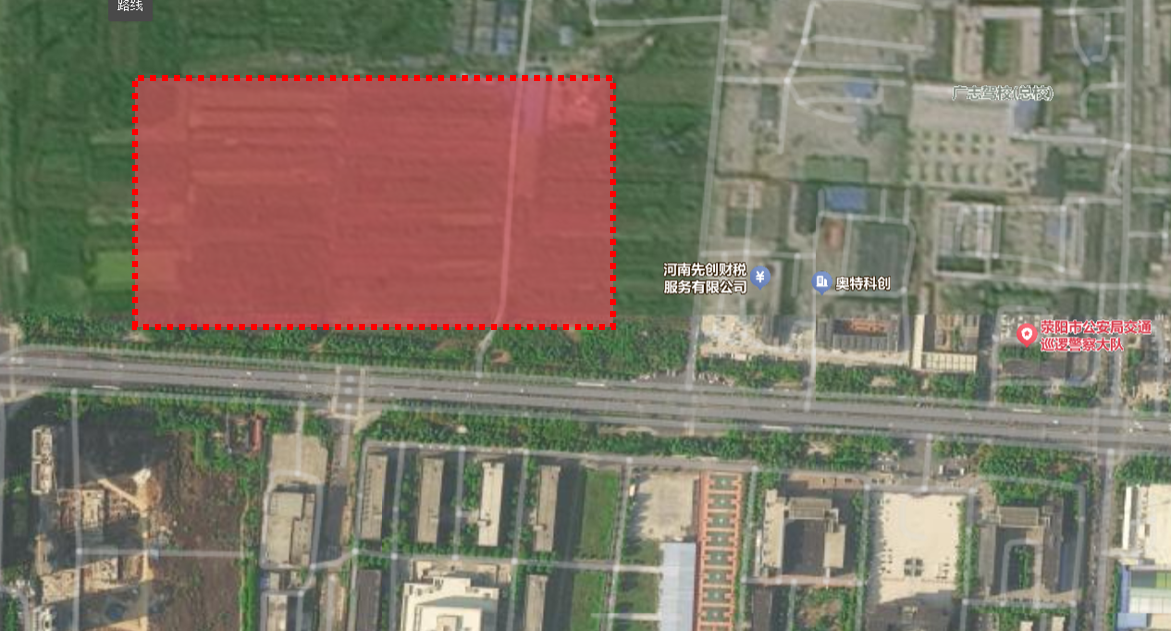 路线
广志驾校(总校)
河南先创财税
服务有限公司
奥特科创
荥阳市公安局交通
巡逻警察大队